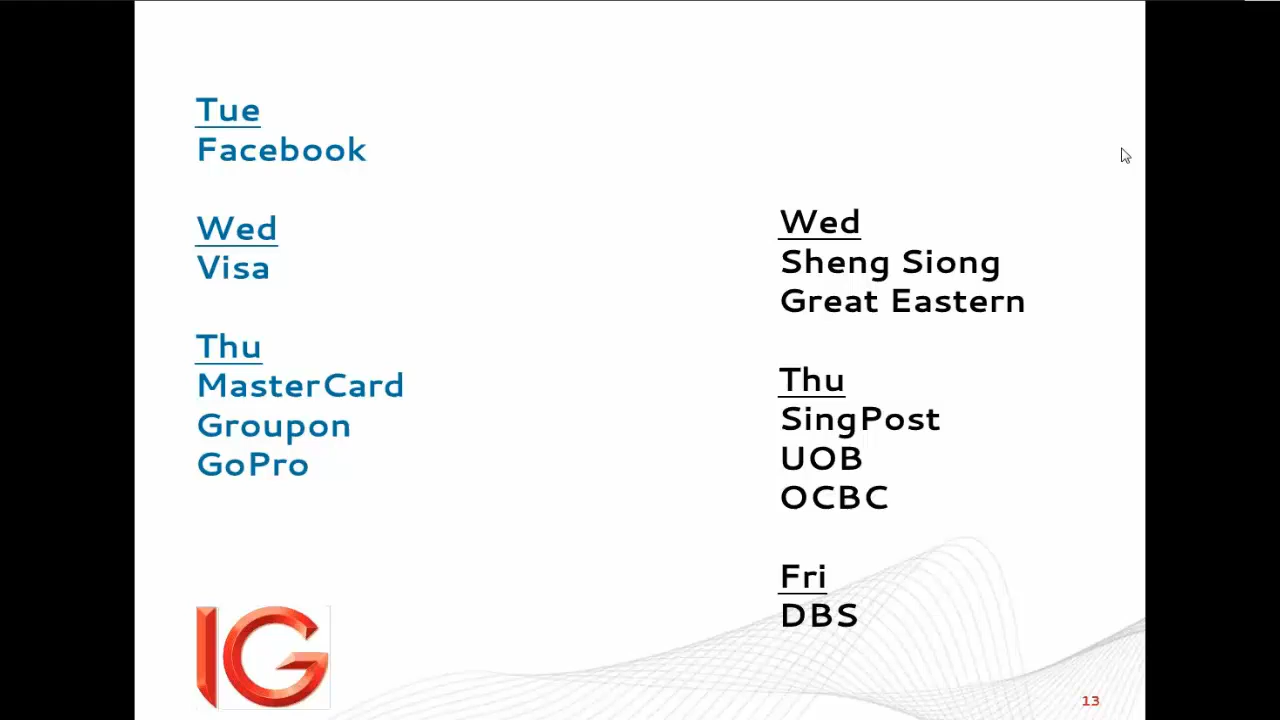 Tue
Facebook
Wed
Visa
Thu
MasterCard
Groupon
GoPro
Wed
Sheng Siong
Great Eastern
Thu
SingPost
UOB
OCBC
Fri
DBS
IG
13